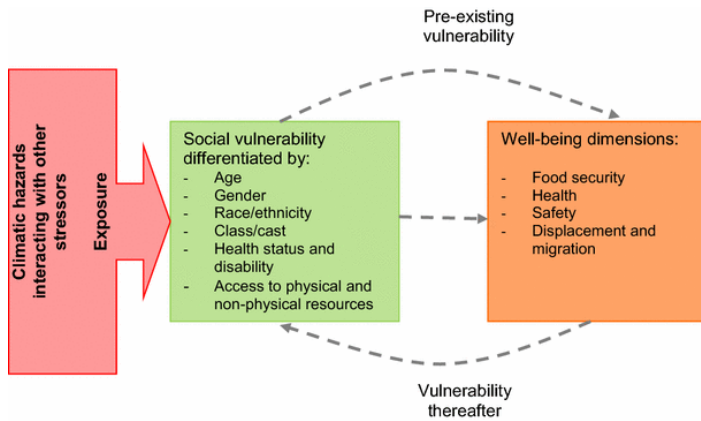 Pre-existing
vulnerability
Climatic hazards
interacting with other
stressors
Exposure
Social vulnerability
differentiated by:
- Age
- Gender
- Race/ethnicity
- Class/cast
- Health status and
disability
- Access to physical and
non-physical resources
Well-being dimensions:
- Food security
- Health
- Safety
- Displacement and
migration
Vulnerability
thereafter